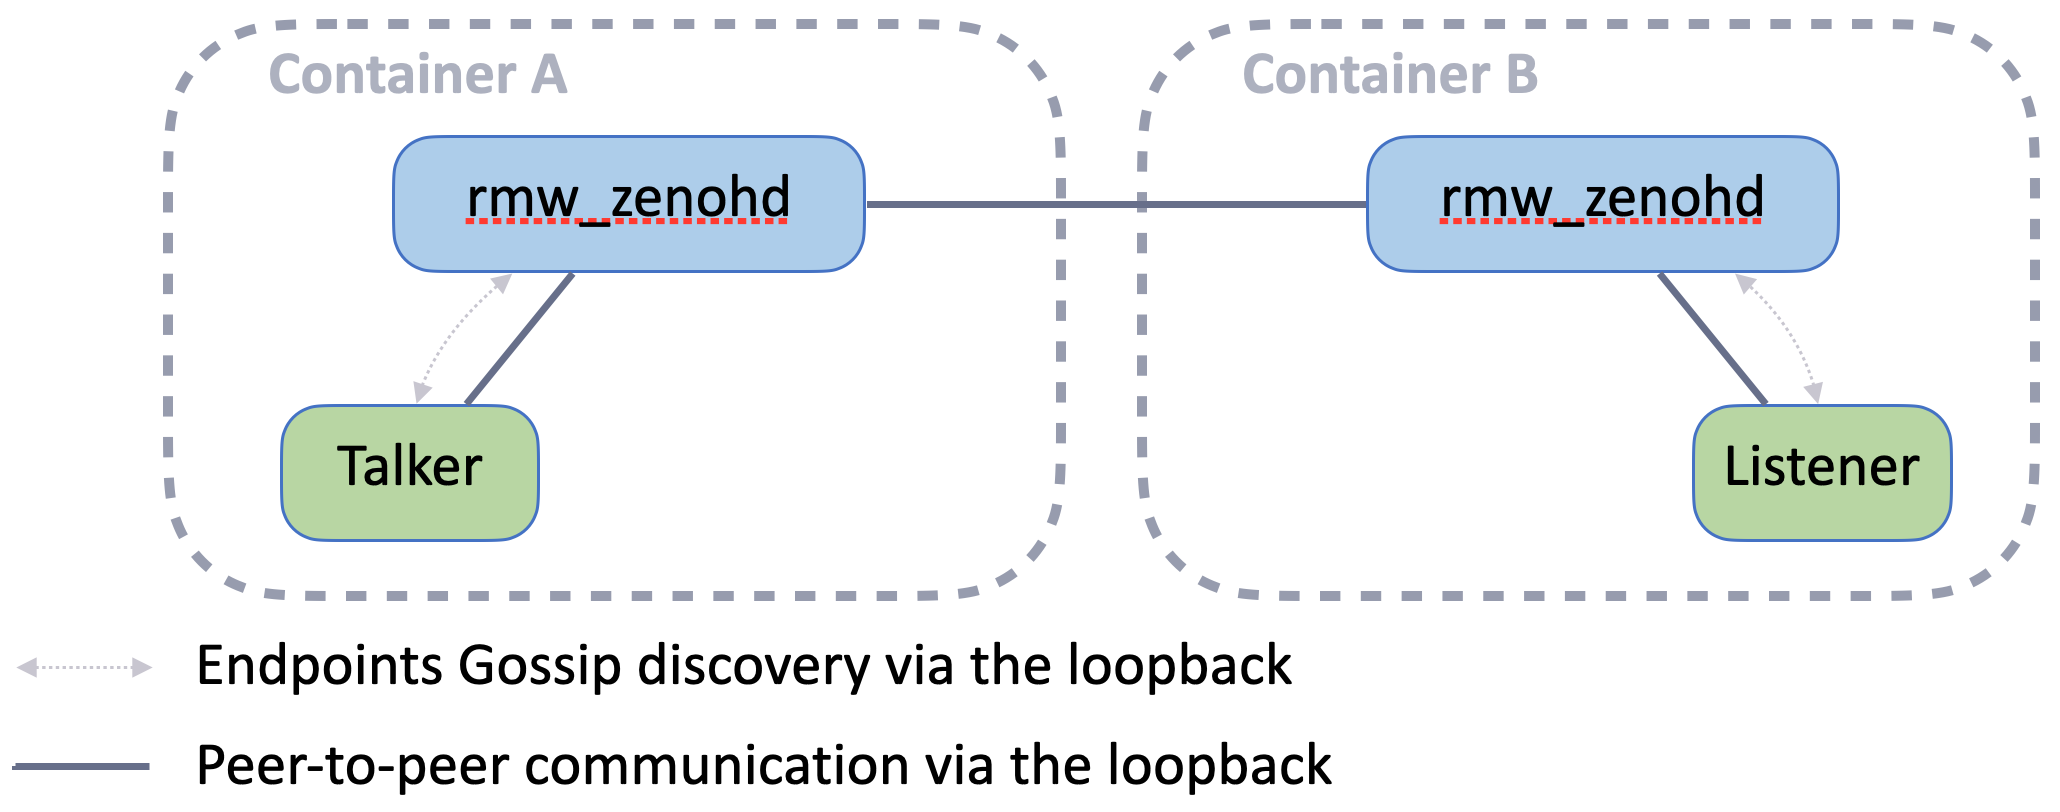 Container A
Container B
rmw_zenohd
rmw_zenohd
Talker
Listener
Endpoints Gossip discovery via the loopback
Peer-to-peer communication via the loopback